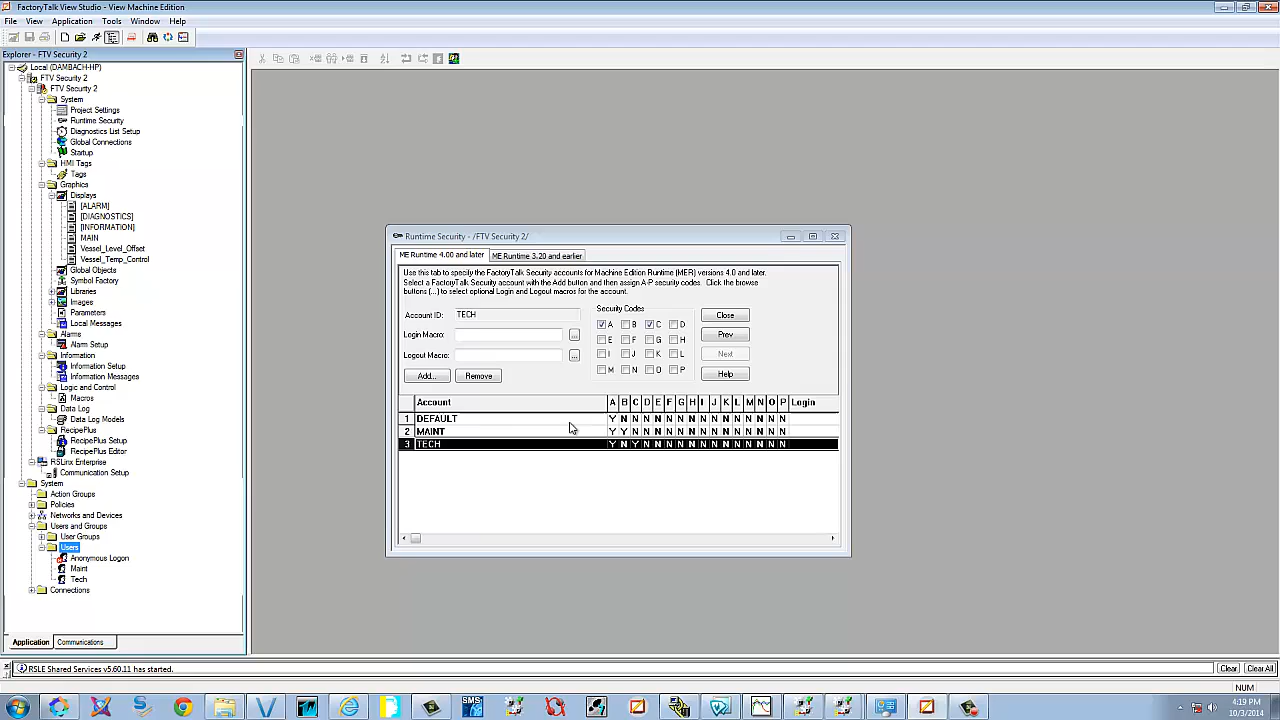 FactoryTalk View Studio - View Machine Edition
File View Application Tools Window Help
Explorer - FTV Security 2
Local (DAMBACH-HP)
FTV Security 2
FTV Security 2
System
Project Settings
Runtime Security
Diagnostics List Setup
Global Connections
Startup
HMI Tags
Tags
Graphics
Displays
[ALARM]
[DIAGNOSTICS]
[INFORMATION]
MAIN
Vessel_Level_Offset
Vessel_Temp_Control
Global Objects
Symbol Factory
Libraries
Images
Parameters
Local Messages
Alarms
Alarm Setup
Information
Information Setup
Information Messages
Logic and Control
Macros
Data Log
Data Log Models
RecipePlus
RecipePlus Setup
RecipePlus Editor
RSLinx Enterprise
Communication Setup
System
Action Groups
Policies
Networks and Devices
Users and Groups
User Groups
Users
Anonymous Logon
Maint
Tech
Connections
Application Communications
Runtime Security - /FTV Security 2/
ME Runtime 4.00 and later ME Runtime 3.20 and earlier
Use this tab to specify the FactoryTalk Security accounts for Machine Edition Runtime (MER) versions 4.0 and later.
Select a FactoryTalk Security account with the Add button and then assign A-P security codes. Click the browse
buttons (...) to select optional Login and Logout macros for the account.
Account ID: TECH
Login Macro: ...
Logout Macro: ...
Add... Remove
Security Codes
A B C D
E F G H
I J K L
M N O P
Close
Prev
Next
Help
Account A B C D E F G H I J K L M N O P Login
1 DEFAULT Y N N N N N N N N N N N N N N N
2 MAINT Y Y N N N N N N N N N N N N N N
3 TECH Y N Y N N N N N N N N N N N N N
RSLE Shared Services v5.60.11 has started.
Clear Clear All
NUM
SMS
4:19 PM
10/3/2014